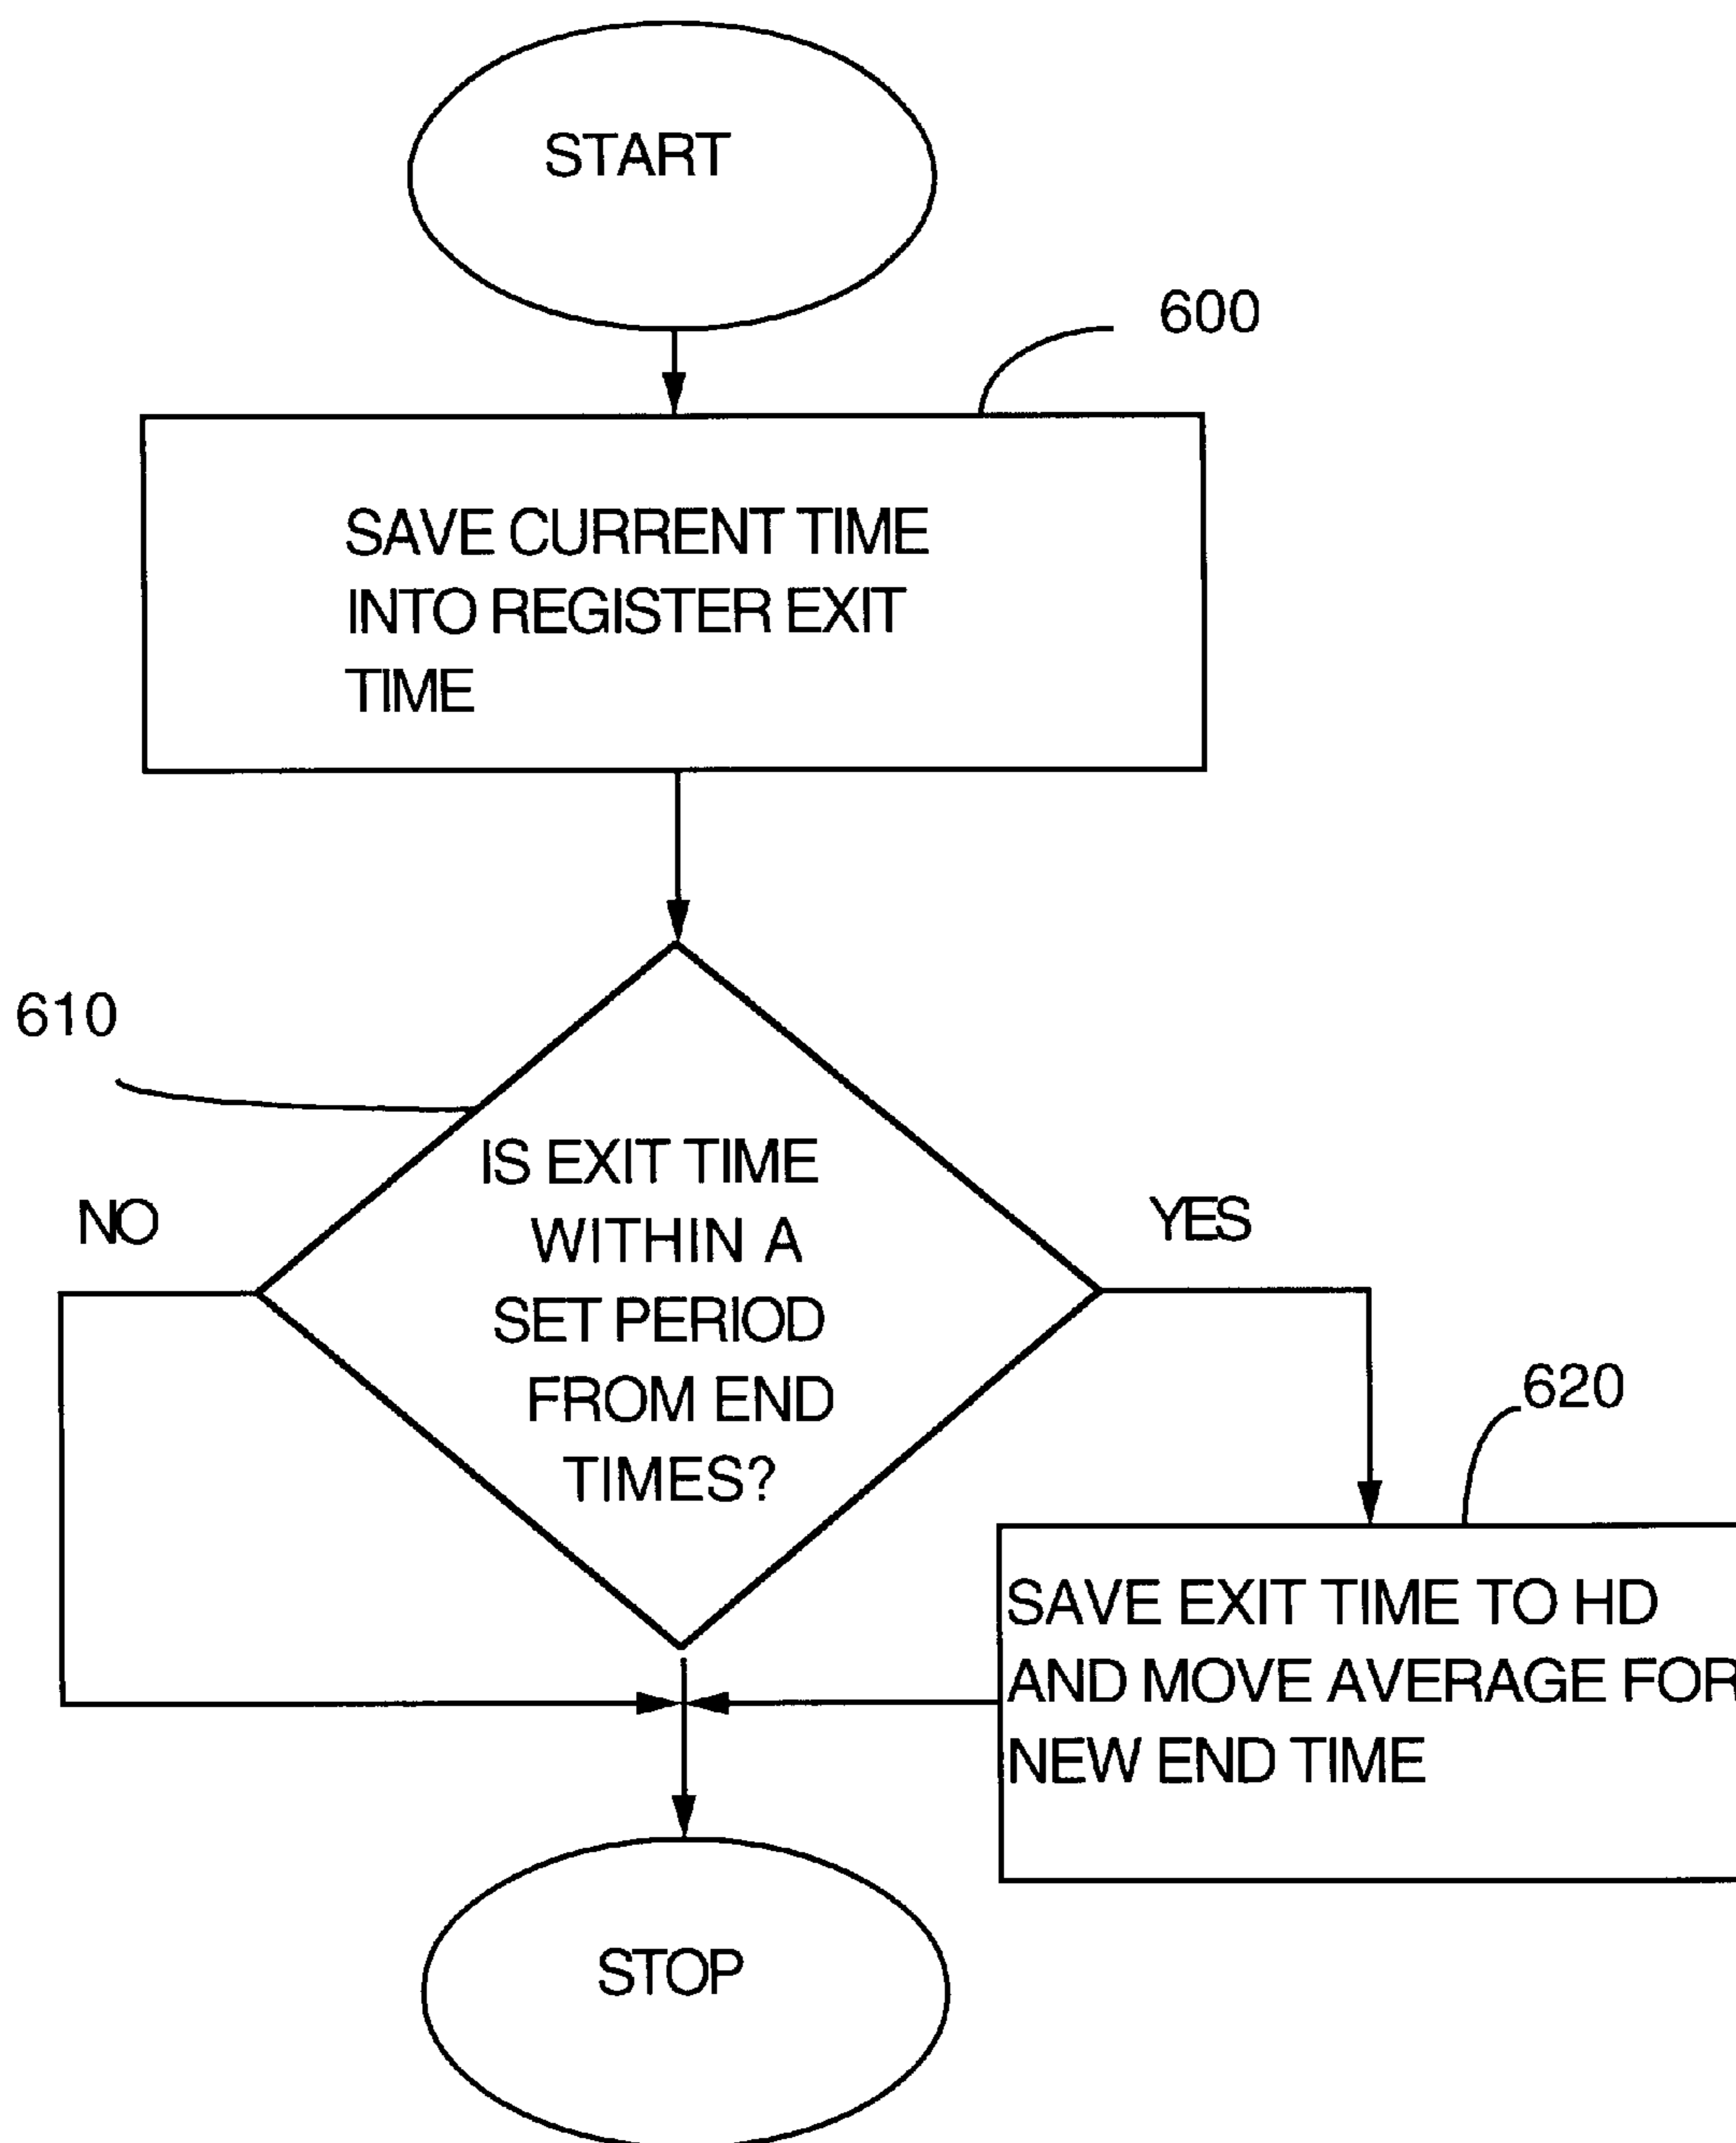 START
600
SAVE CURRENT TIME
INTO REGISTER EXIT
TIME
610
IS EXIT TIME
WITHIN A
SET PERIOD
FROM END
TIMES?
NO
YES
620
SAVE EXIT TIME TO HD
AND MOVE AVERAGE FOR
NEW END TIME
STOP